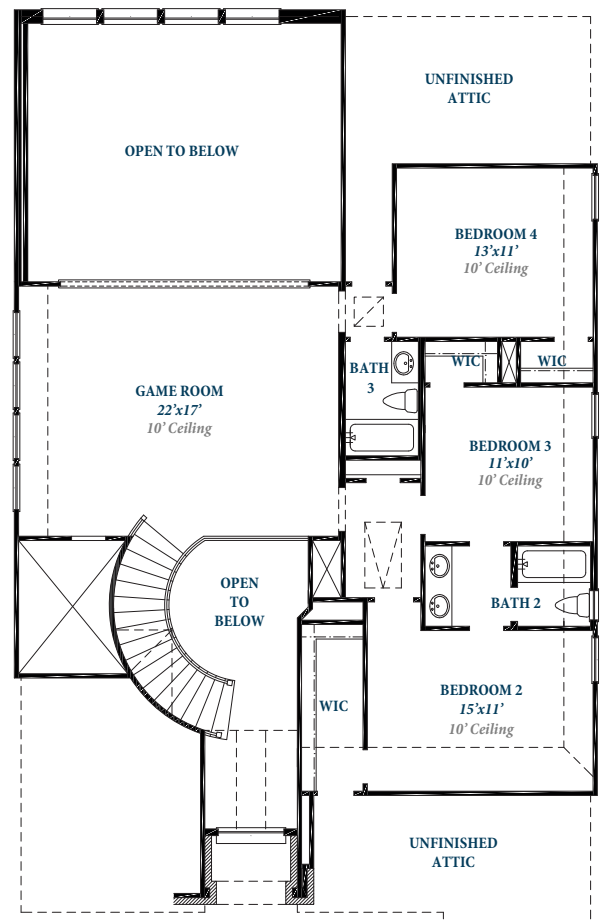 UNFINISHED
ATTIC
OPEN TO BELOW
BEDROOM 4
13'x11'
10' Ceiling
WIC
WIC
BATH
3
GAME ROOM
22'x17'
10' Ceiling
BEDROOM 3
11'x10'
10' Ceiling
OPEN
TO
BELOW
BATH 2
WIC
BEDROOM 2
15'x11'
10' Ceiling
UNFINISHED
ATTIC